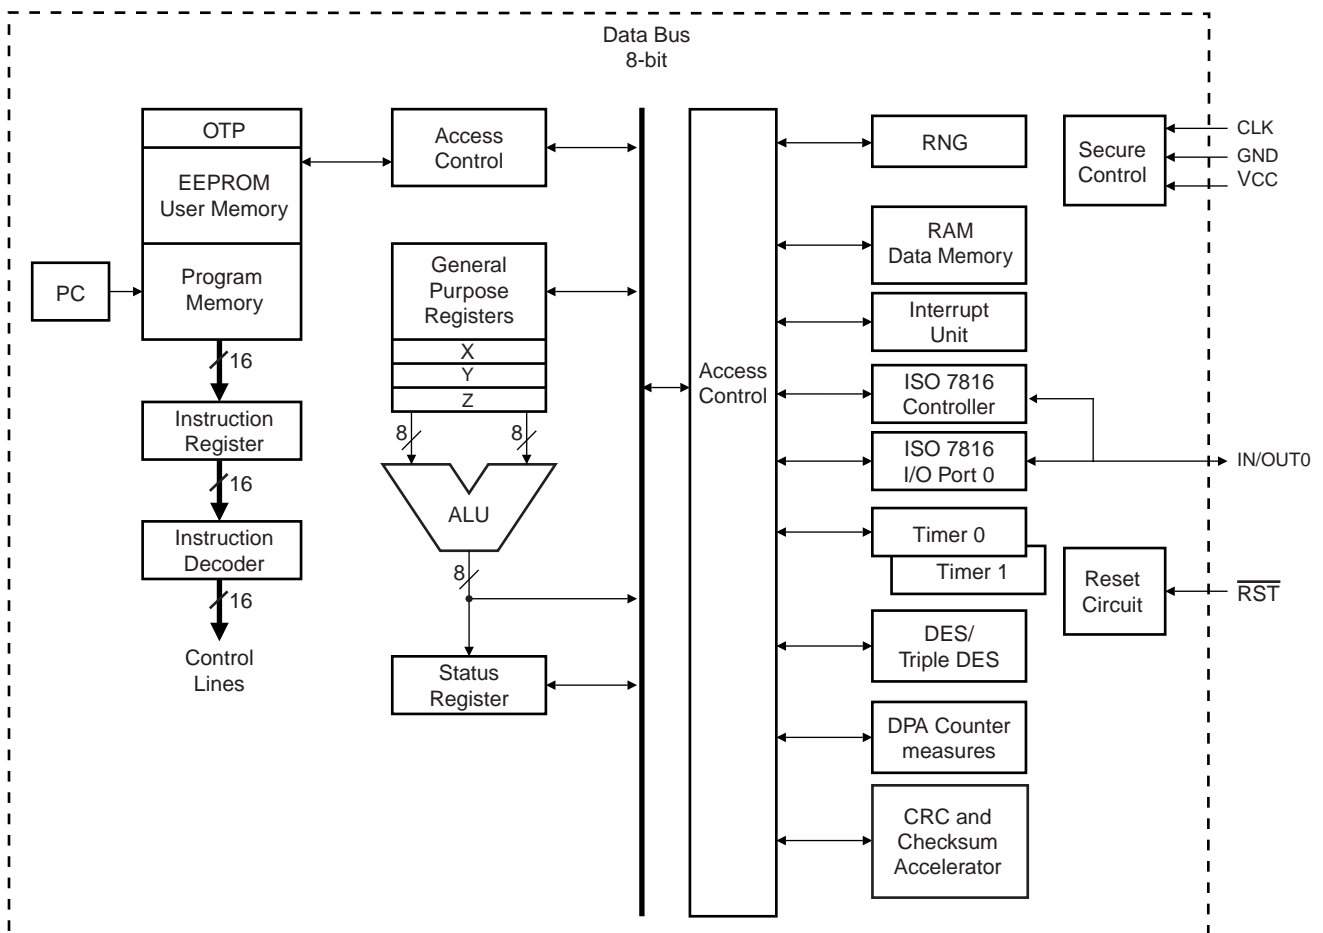 Data Bus
8-bit
OTP
EEPROM
User Memory
Program
Memory
PC
16
Instruction
Register
16
Instruction
Decoder
16
Control
Lines
Access
Control
General
Purpose
Registers
X
Y
Z
8
8
ALU
8
Status
Register
Access
Control
RNG
RAM
Data Memory
Interrupt
Unit
ISO 7816
Controller
ISO 7816
I/O Port 0
Timer 0
Timer 1
DES/
Triple DES
DPA Counter
measures
CRC and
Checksum
Accelerator
Secure
Control
CLK
GND
VCC
IN/OUT0
Reset
Circuit
RST